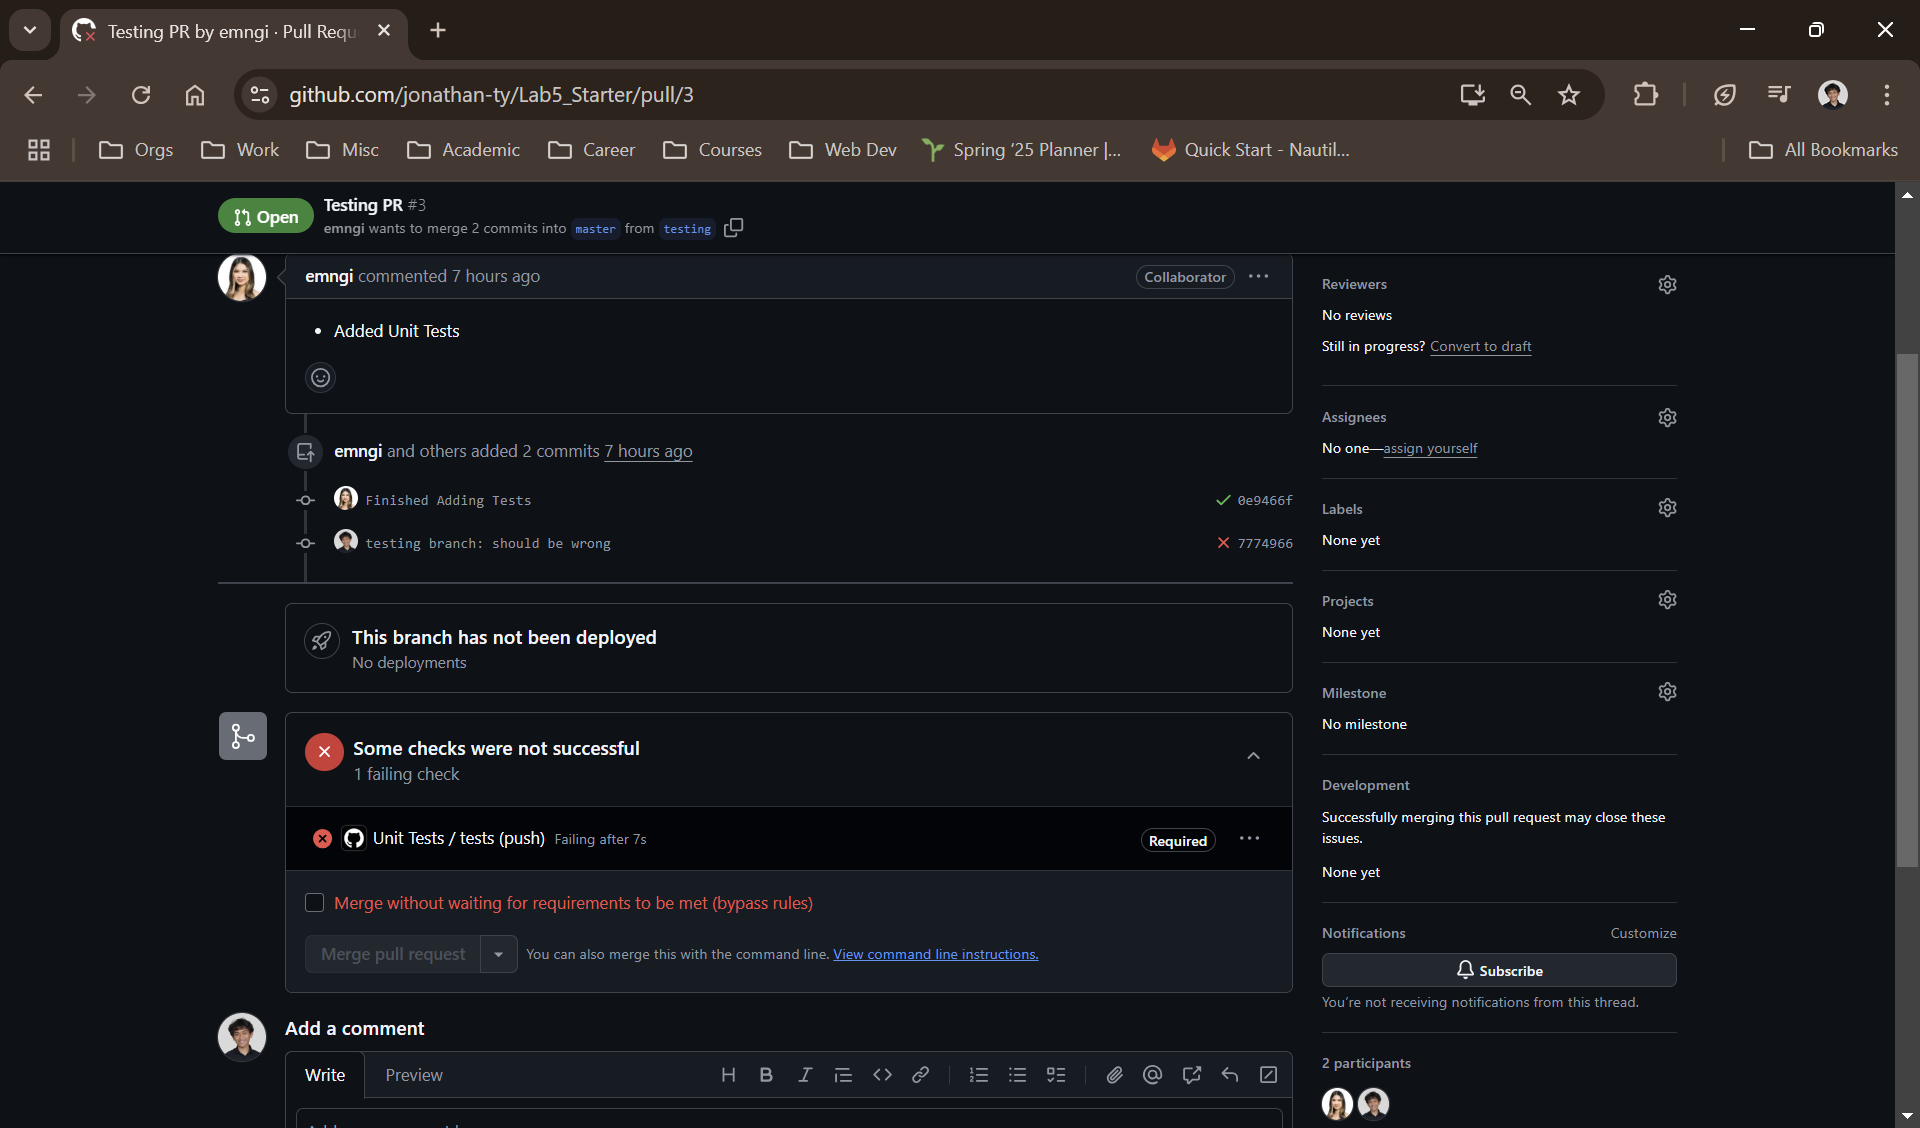 Testing PR by emngi · Pull Requ
github.com/jonathan-ty/Lab5_Starter/pull/3
Orgs
Work
Misc
Academic
Career
Courses
Web Dev
Spring '25 Planner |...
Quick Start - Nautil...
All Bookmarks
Open
Testing PR #3
emngi wants to merge 2 commits into master from testing
emngi commented 7 hours ago
Collaborator
Added Unit Tests
emngi and others added 2 commits 7 hours ago
Finished Adding Tests
0e9466f
testing branch: should be wrong
7774966
This branch has not been deployed
No deployments
Some checks were not successful
1 failing check
Unit Tests / tests (push) Failing after 7s
Required
Merge without waiting for requirements to be met (bypass rules)
Merge pull request
You can also merge this with the command line. View command line instructions.
Add a comment
Write
Preview
Reviewers
No reviews
Still in progress? Convert to draft
Assignees
No one—assign yourself
Labels
None yet
Projects
None yet
Milestone
No milestone
Development
Successfully merging this pull request may close these
issues.
None yet
Notifications
Customize
Subscribe
You're not receiving notifications from this thread.
2 participants